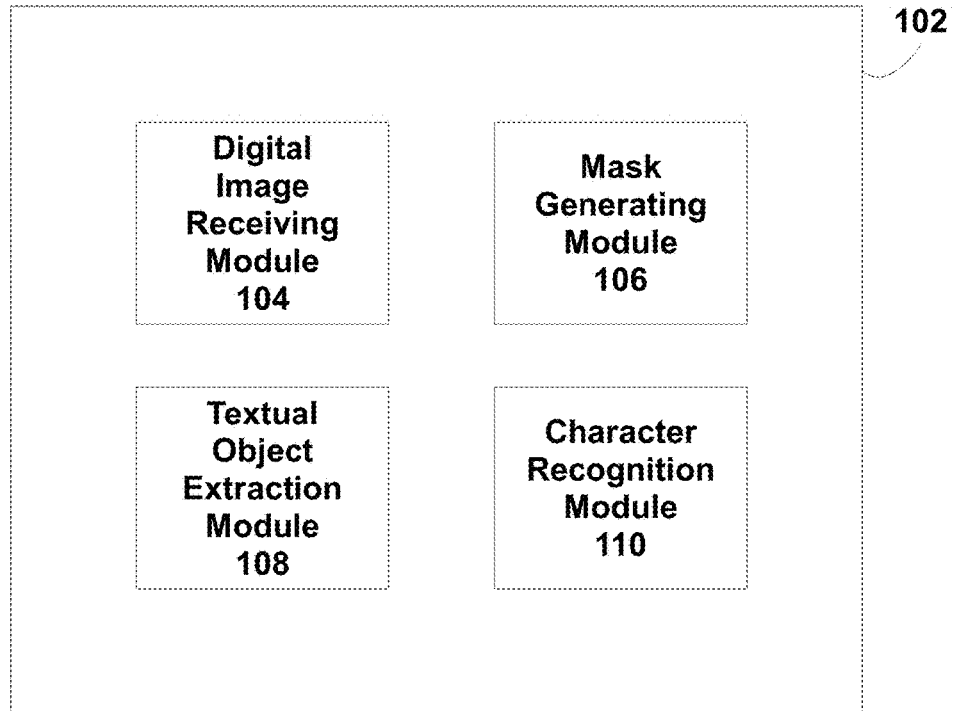 102
Digital
Image
Receiving
Module
104
Mask
Generating
Module
106
Textual
Object
Extraction
Module
108
Character
Recognition
Module
110